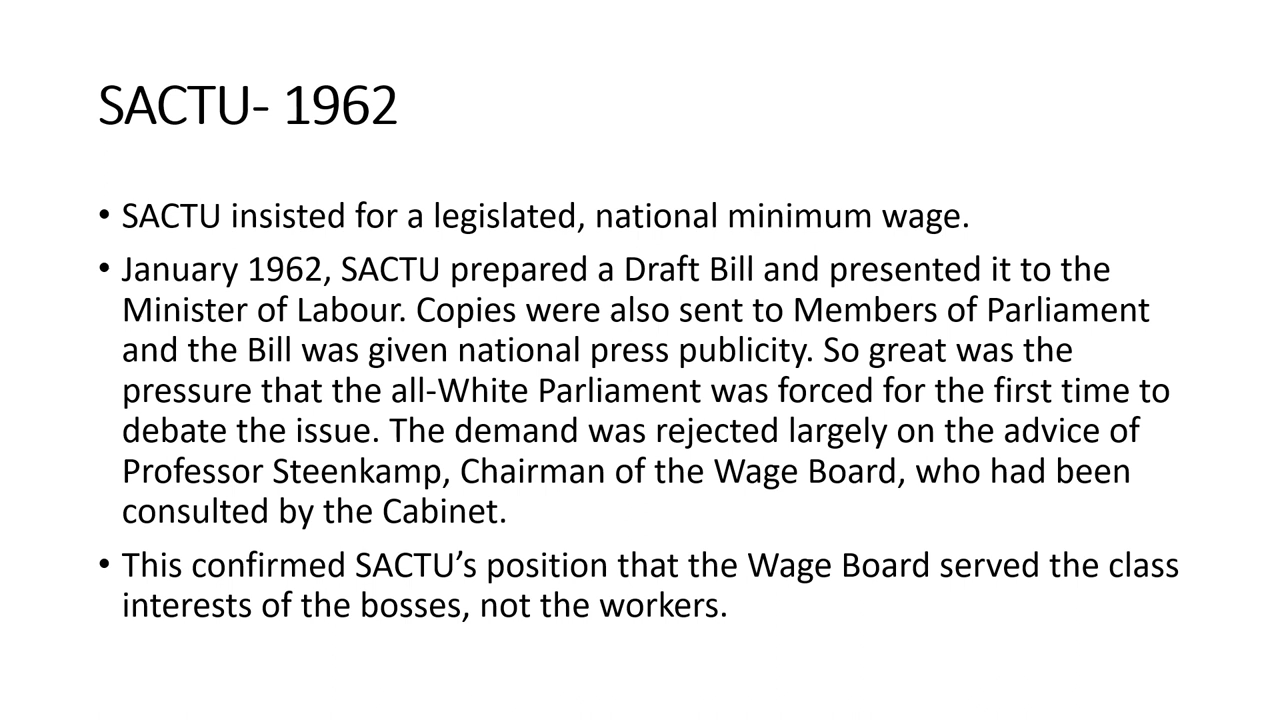 SACTU- 1962
• SACTU insisted for a legislated, national minimum wage.
• January 1962, SACTU prepared a Draft Bill and presented it to the
Minister of Labour. Copies were also sent to Members of Parliament
and the Bill was given national press publicity. So great was the
pressure that the all-White Parliament was forced for the first time to
debate the issue. The demand was rejected largely on the advice of
Professor Steenkamp, Chairman of the Wage Board, who had been
consulted by the Cabinet.
• This confirmed SACTU’s position that the Wage Board served the class
interests of the bosses, not the workers.